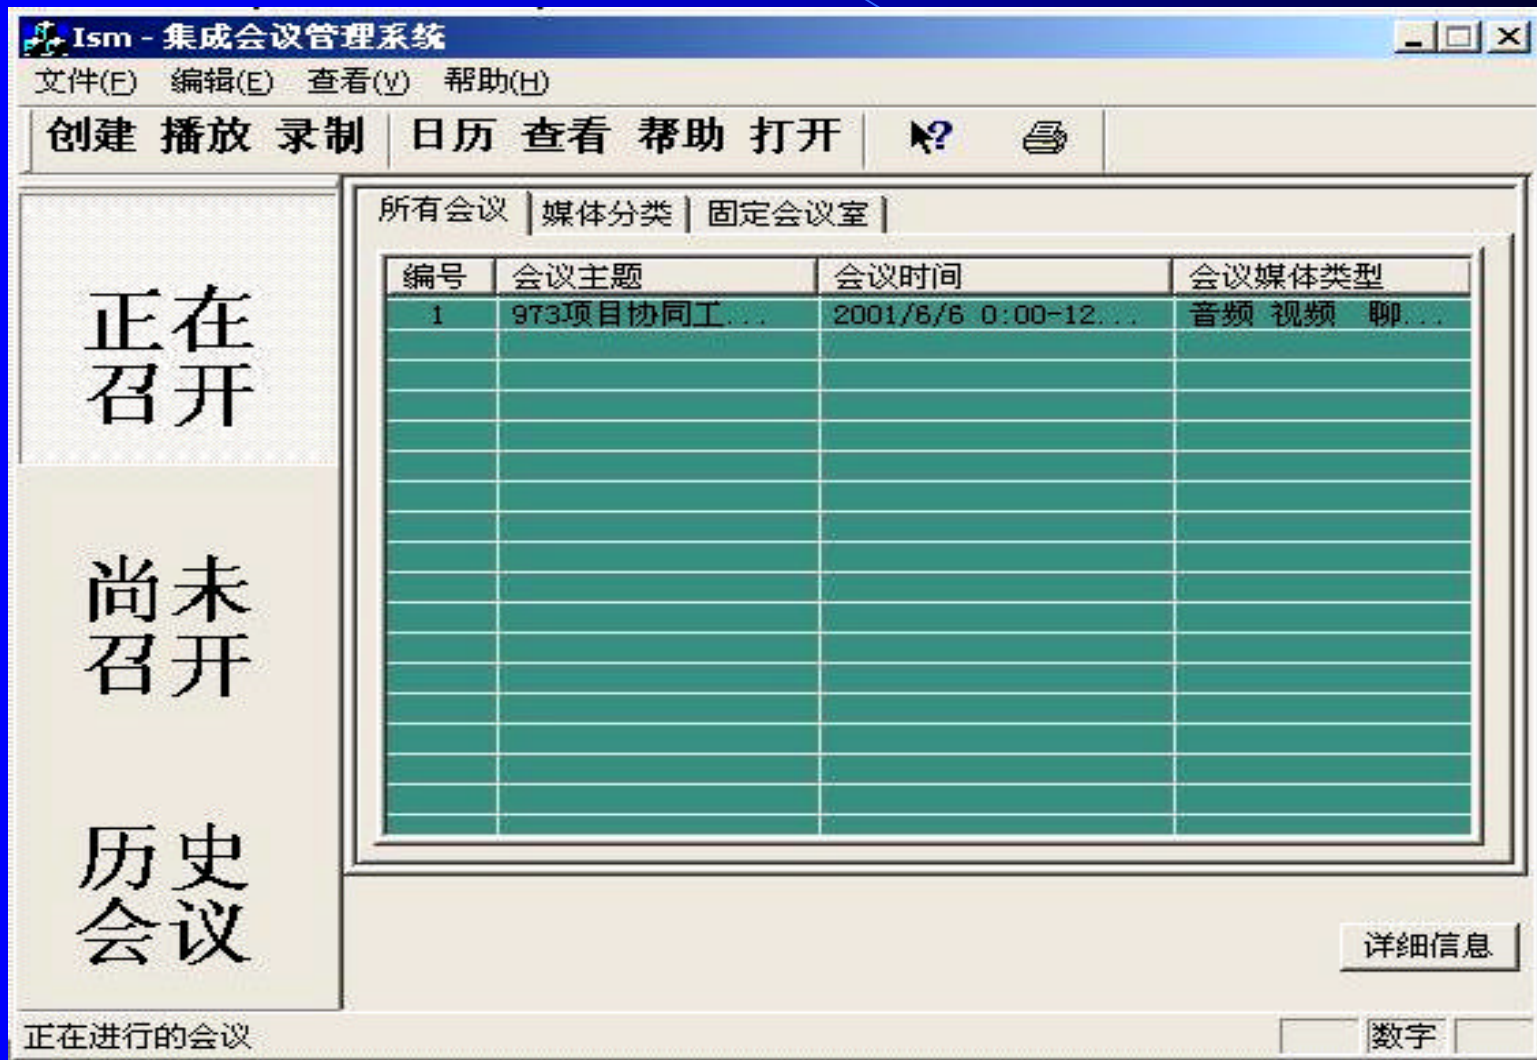 Ism - 集成会议管理系统
文件(F) 编辑(E) 查看(V) 帮助(H)
创建 播放 录制 日历 查看 帮助 打开 ?
所有会议 媒体分类 固定会议室
编号 会议主题 会议时间 会议媒体类型
1 973项目协同工... 2001/6/6 0:00-12... 音频 视频 聊...
正在
召开
尚未
召开
历史
会议
详细信息
正在进行的会议 数字